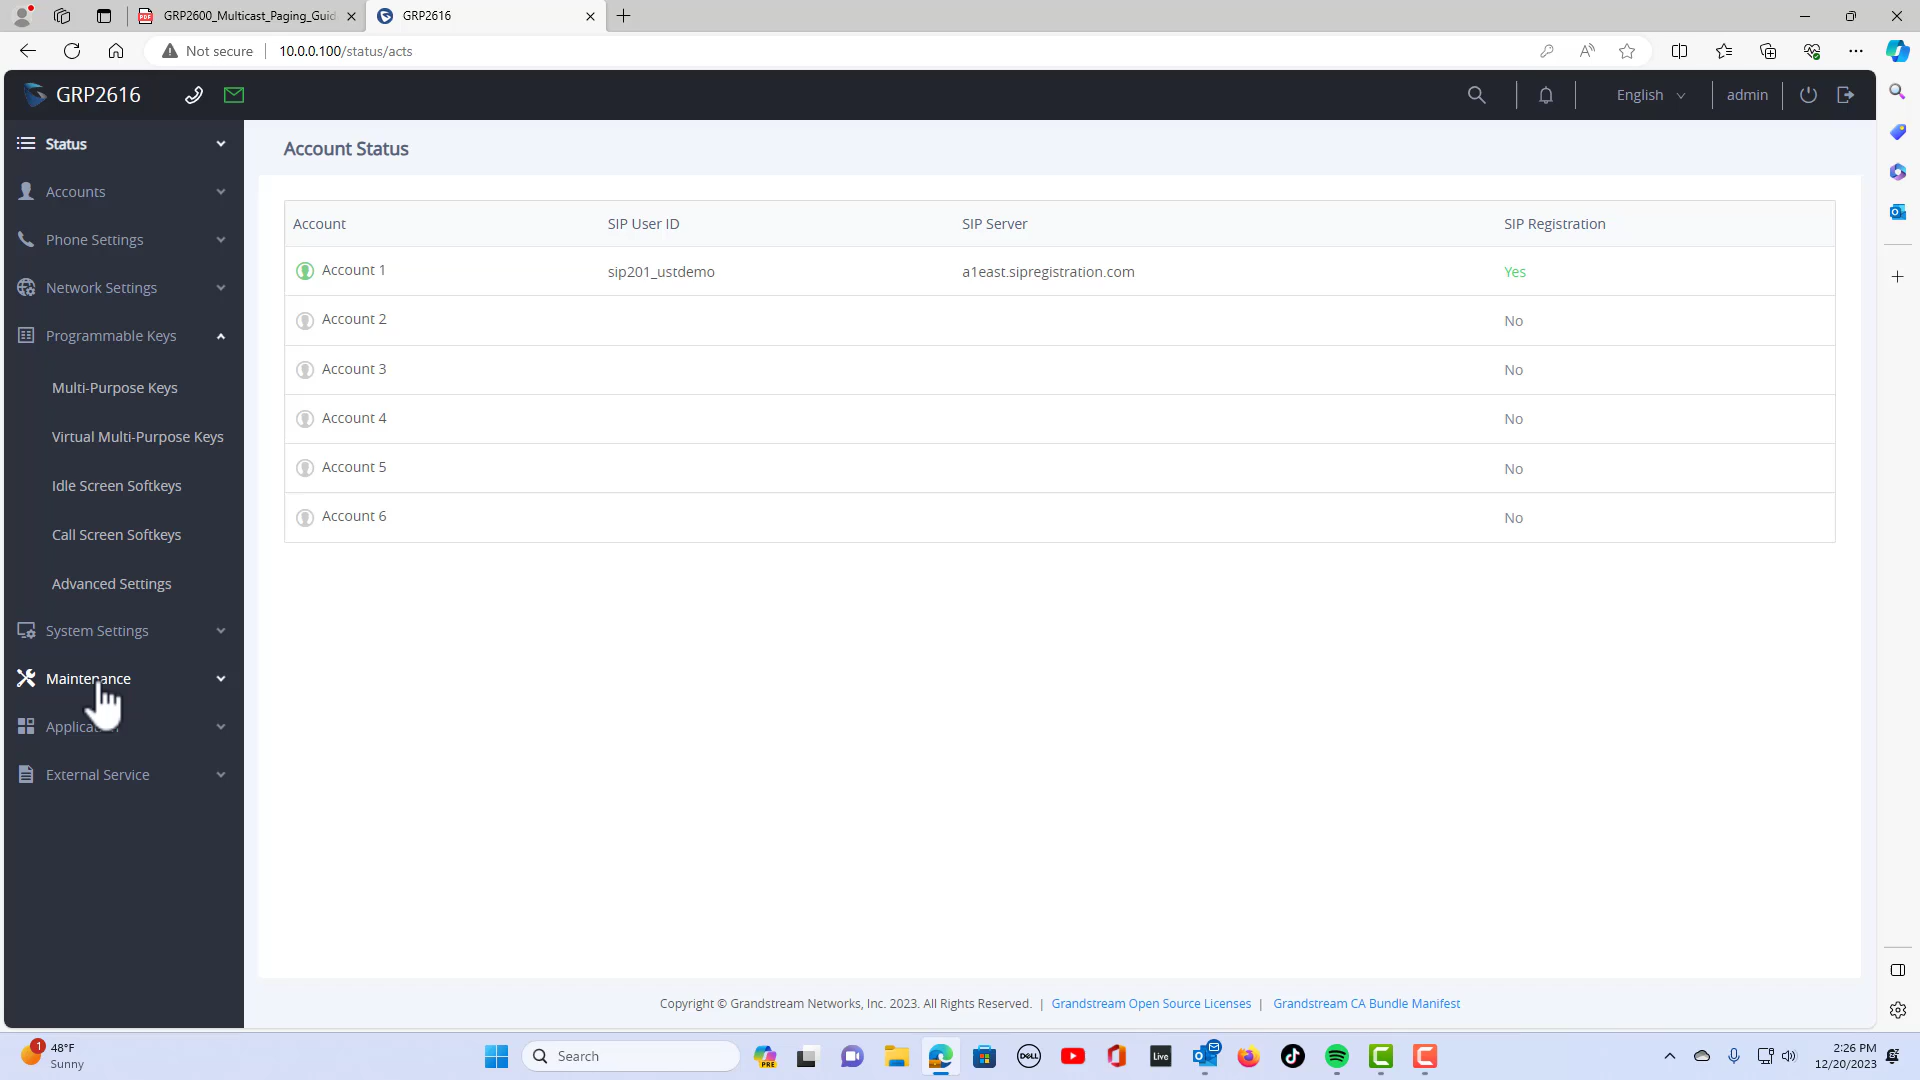 GRP2600_Multicast_Paging_Guid
GRP2616
Not secure
10.0.0.100/status/acts
GRP2616
English
admin
Status
Accounts
Phone Settings
Network Settings
Programmable Keys
Multi-Purpose Keys
Virtual Multi-Purpose Keys
Idle Screen Softkeys
Call Screen Softkeys
Advanced Settings
System Settings
Maintenance
External Service
Account Status
Account SIP User ID SIP Server SIP Registration
Account 1 sip201_ustdemo a1east.sipregistration.com Yes
Account 2 No
Account 3 No
Account 4 No
Account 5 No
Account 6 No
Copyright © Grandstream Networks, Inc. 2023. All Rights Reserved. | Grandstream Open Source Licenses | Grandstream CA Bundle Manifest
1
48°F
Sunny
Search
PRE
DELL
Live
2:26 PM
12/20/2023